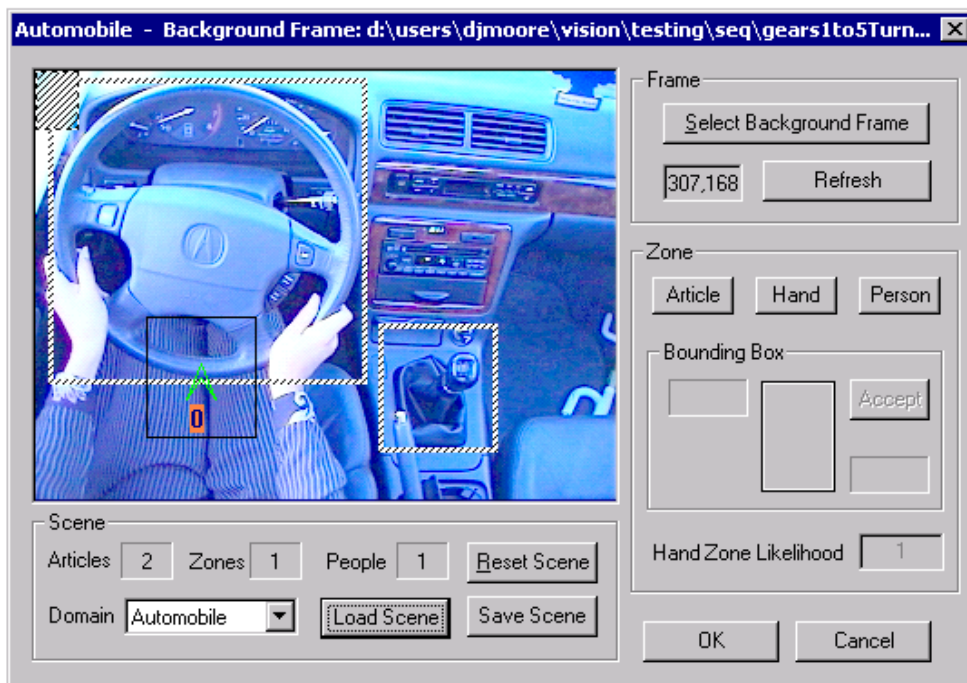 Automobile - Background Frame: d:\users\djmoore\vision\testing\seq\gears1to5Turn...
Frame
Select Background Frame
307,168
Refresh
Zone
Article
Hand
Person
Bounding Box
Accept
Hand Zone Likelihood
1
0
Scene
Articles
2
Zones
1
People
1
Reset Scene
Domain
Automobile
Load Scene
Save Scene
OK
Cancel